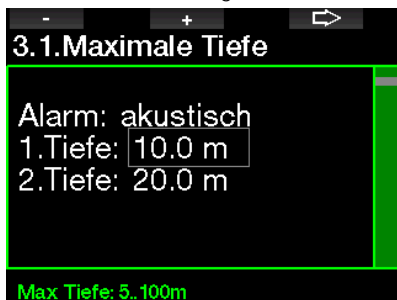 - +
3.1.Maximale Tiefe
Alarm: akustisch
1.Tiefe: 10.0 m
2.Tiefe: 20.0 m
Max Tiefe: 5..100m